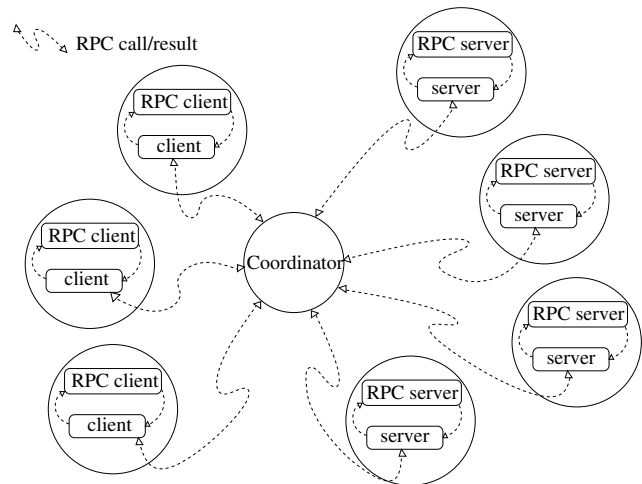 RPC call/result
RPC server
server
RPC client
client
RPC server
server
RPC client
client
Coordinator
RPC server
server
RPC client
client
RPC server
server